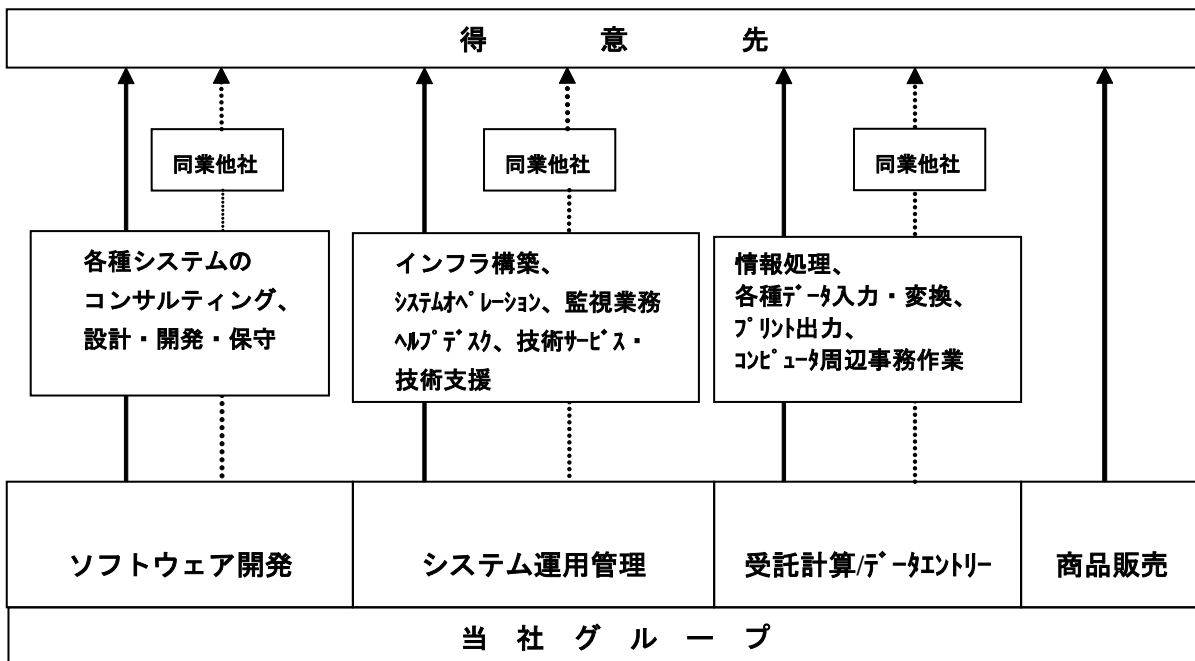 得意先
同業他社
同業他社
同業他社
各種システムの
コンサルティング、
設計・開発・保守
インフラ構築、
システムオペレーション、監視業務
ヘルプデスク、技術サービス・
技術支援
情報処理、
各種データ入力・変換、
プリント出力、
コンピュータ周辺事務作業
ソフトウェア開発
システム運用管理
受託計算/データエントリー
商品販売
当社グループ